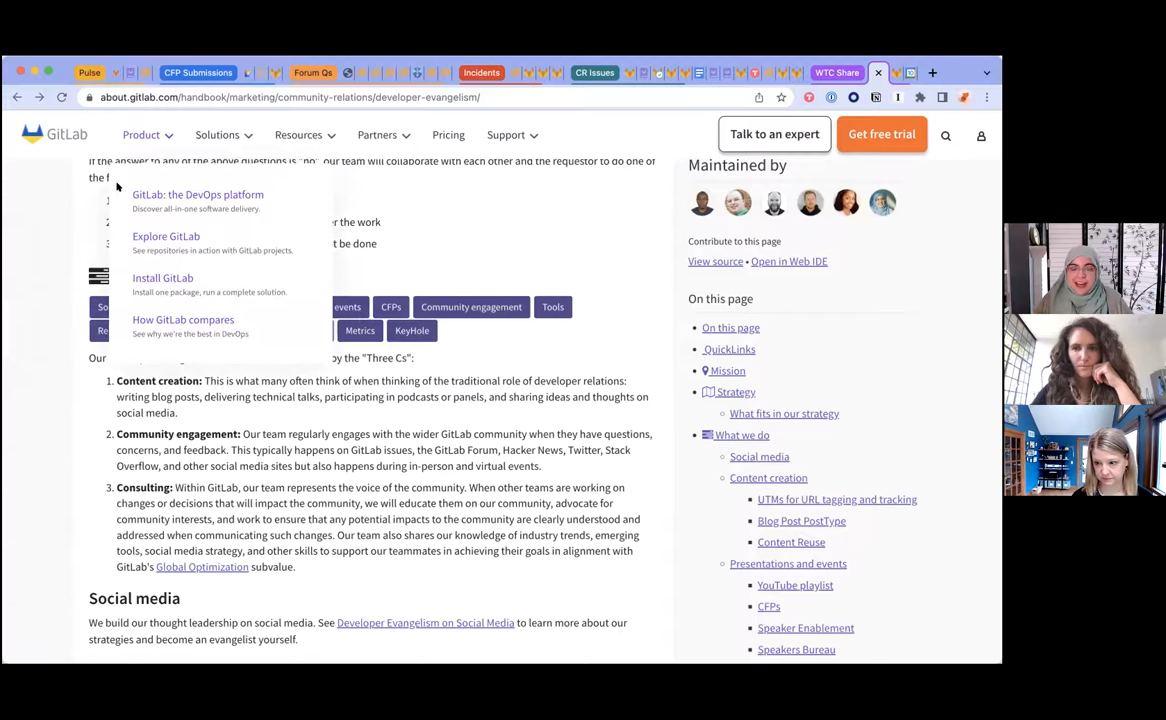 Pulse
CFP Submissions
Forum Qs
Incidents
CR Issues
WTC Share
about.gitlab.com/handbook/marketing/community-relations/developer-evangelism/
GitLab
Product
Solutions
Resources
Partners
Pricing
Support
Talk to an expert
Get free trial
If the answer to any of the above questions is "no", our team will collaborate with each other and the requestor to do one of
the f
GitLab: the DevOps platform
Discover all-in-one software delivery.
1
2
er the work
Explore GitLab
See repositories in action with GitLab projects.
3
t be done
Install GitLab
Install one package, run a complete solution.
So
events
CFPs
Community engagement
Tools
How GitLab compares
See why we're the best in DevOps
Re
Metrics
KeyHole
Our
by the "Three Cs":
1. Content creation: This is what many often think of when thinking of the traditional role of developer relations:
writing blog posts, delivering technical talks, participating in podcasts or panels, and sharing ideas and thoughts on
social media.
2. Community engagement: Our team regularly engages with the wider GitLab community when they have questions,
concerns, and feedback. This typically happens on GitLab issues, the GitLab Forum, Hacker News, Twitter, Stack
Overflow, and other social media sites but also happens during in-person and virtual events.
3. Consulting: Within GitLab, our team represents the voice of the community. When other teams are working on
changes or decisions that will impact the community, we will educate them on our community, advocate for
community interests, and work to ensure that any potential impacts to the community are clearly understood and
addressed when communicating such changes. Our team also shares our knowledge of industry trends, emerging
tools, social media strategy, and other skills to support our teammates in achieving their goals in alignment with
GitLab's Global Optimization subvalue.
Social media
We build our thought leadership on social media. See Developer Evangelism on Social Media to learn more about our
strategies and become an evangelist yourself.
Maintained by
Contribute to this page
View source • Open in Web IDE
On this page
On this page
QuickLinks
Mission
Strategy
What fits in our strategy
What we do
Social media
Content creation
UTMs for URL tagging and tracking
Blog Post PostType
Content Reuse
Presentations and events
YouTube playlist
CFPs
Speaker Enablement
Speakers Bureau